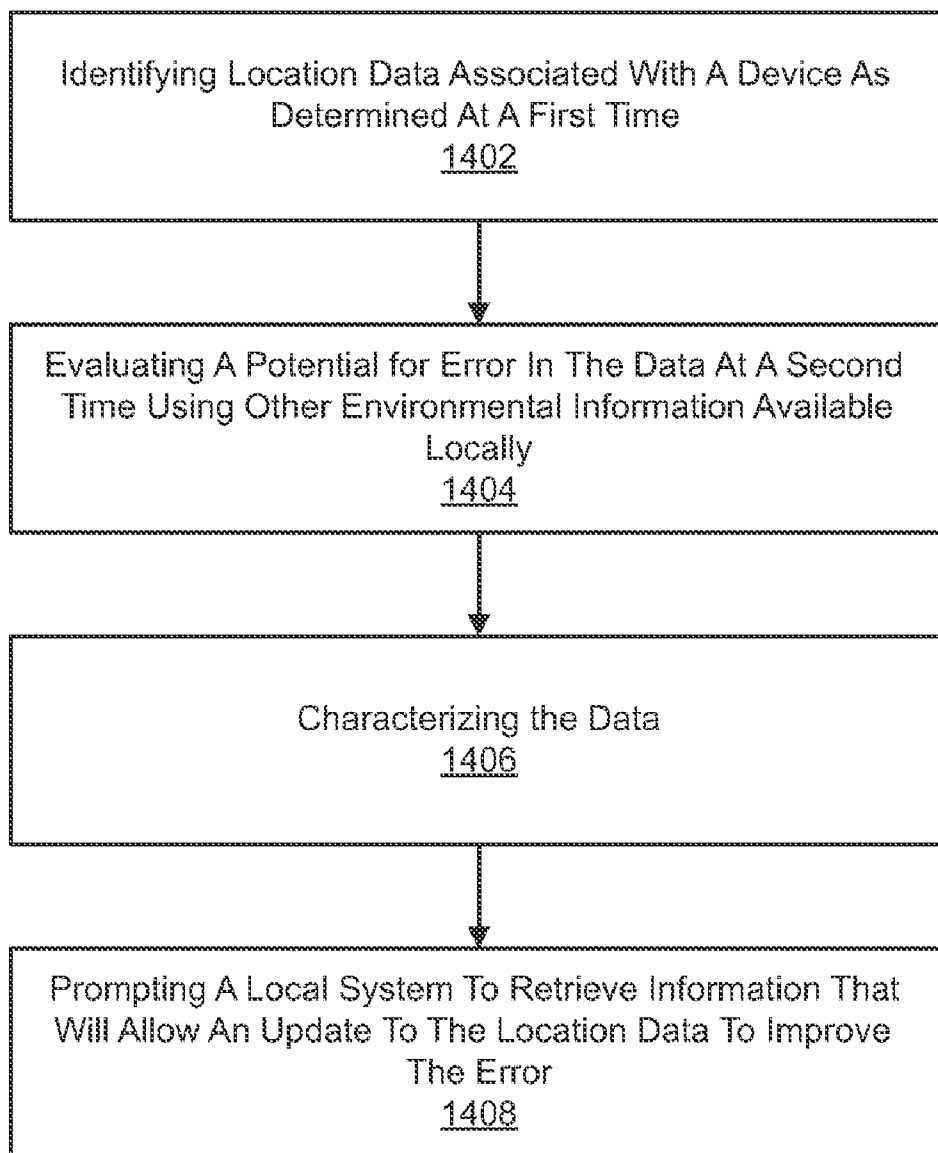 Identifying Location Data Associated With A Device As
Determined At A First Time
1402
Evaluating A Potential for Error In The Data At A Second
Time Using Other Environmental Information Available
Locally
1404
Characterizing the Data
1406
Prompting A Local System To Retrieve Information That
Will Allow An Update To The Location Data To Improve
The Error
1408